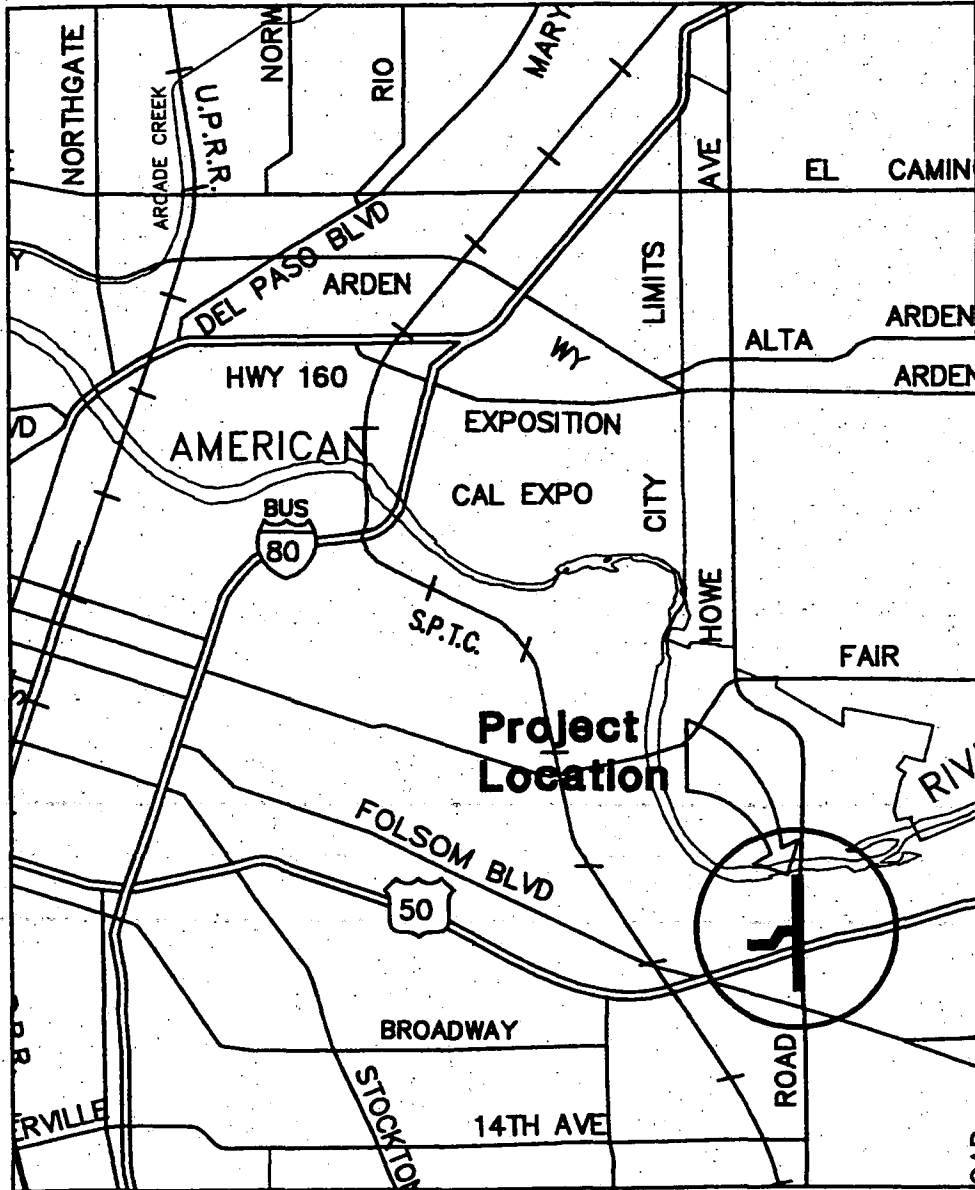 NORTHGATE
ARCADE CREEK
U.P.R.R.
NORW
RIO
MARY
AVE
EL CAMIN
DEL PASO BLVD
ARDEN
LIMITS
WY
ALTA
ARDEN
ARDEN
HWY 160
EXPOSITION
VD
AMERICAN
CAL EXPO
CITY
BUS
80
HOWE
S.P.T.C.
FAIR
Project
Location
RIV
FOLSOM BLVD
50
BROADWAY
ROAD
STOCKTON
14TH AVE
ERVILLE